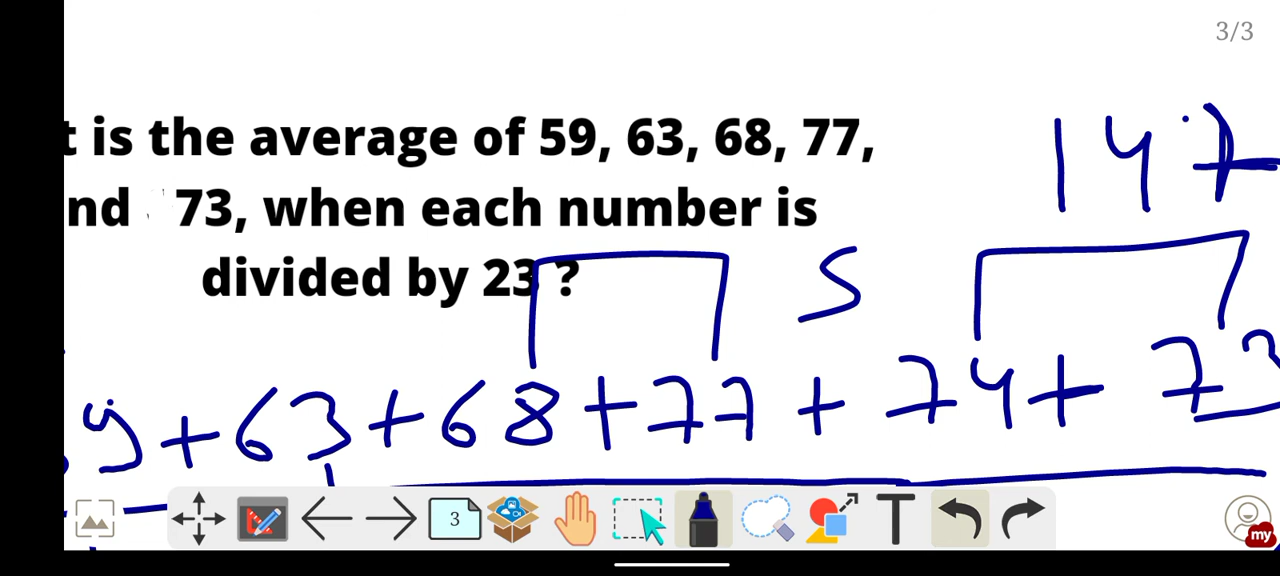 3/3
t is the average of 59, 63, 68, 77,
147
nd 73, when each number is
divided by 23 ?
5
9 + 63 + 68 + 77 + 74 + 73
3
T
my